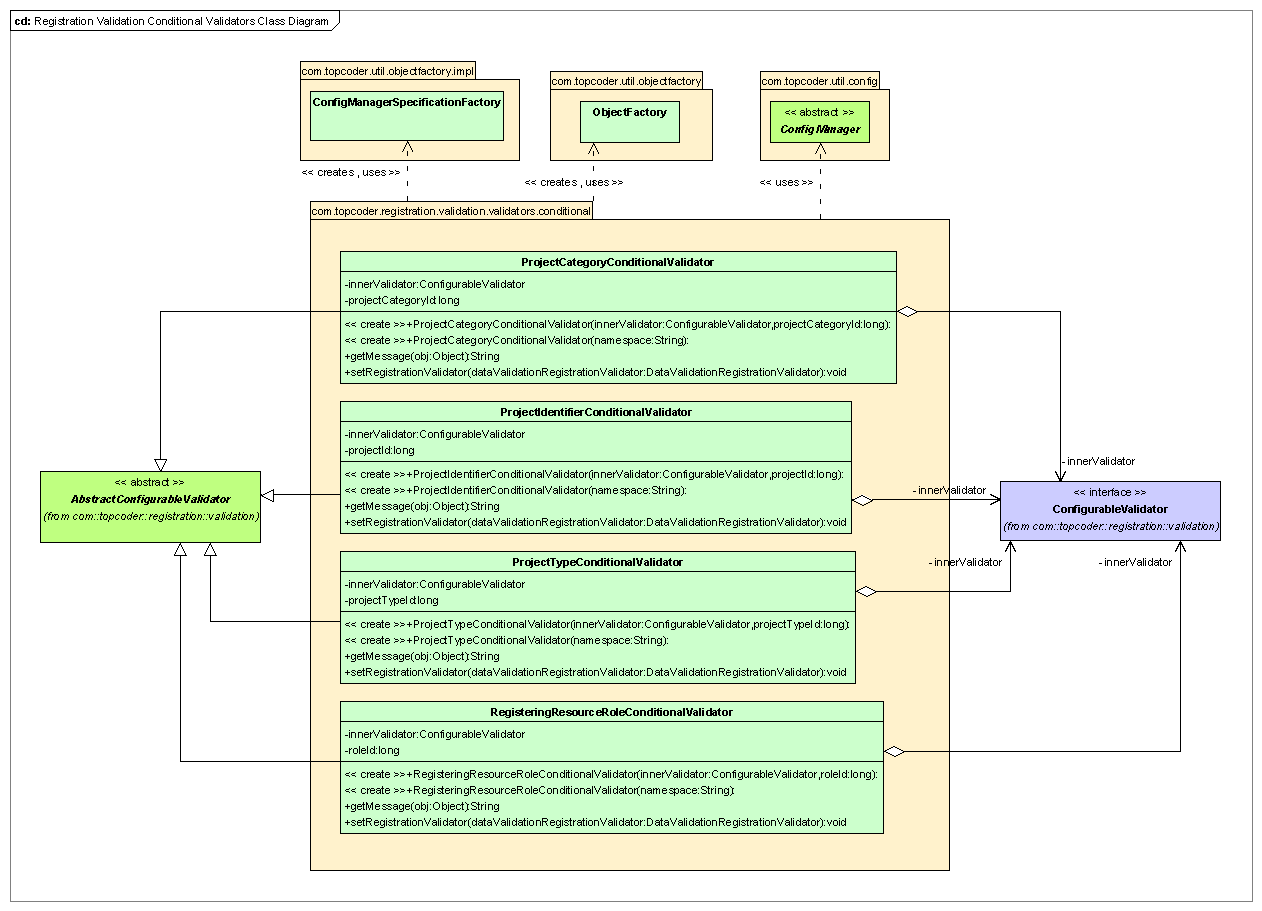 cd: Registration Validation Conditional Validators Class Diagram
com.topcoder.util.objectfactory.impl
ConfigManagerSpecificationFactory
com.topcoder.util.objectfactory
ObjectFactory
com.topcoder.util.config
<< abstract >>
ConfigManager
<< creates , uses >>
<< creates , uses >>
<< uses >>
com.topcoder.registration.validation.validators.conditional
ProjectCategoryConditionalValidator
-innerValidator:ConfigurableValidator
-projectCategoryId:long
<< create >>+ProjectCategoryConditionalValidator(innerValidator:ConfigurableValidator,projectCategoryId:long):
<< create >>+ProjectCategoryConditionalValidator(namespace:String):
+getMessage(obj:Object):String
+setRegistrationValidator(dataValidationRegistrationValidator:DataValidationRegistrationValidator):void
ProjectIdentifierConditionalValidator
-innerValidator:ConfigurableValidator
-projectId:long
<< create >>+ProjectIdentifierConditionalValidator(innerValidator:ConfigurableValidator,projectId:long):
<< create >>+ProjectIdentifierConditionalValidator(namespace:String):
+getMessage(obj:Object):String
+setRegistrationValidator(dataValidationRegistrationValidator:DataValidationRegistrationValidator):void
<< abstract >>
AbstractConfigurableValidator
(from com::topcoder::registration::validation)
-innerValidator
-innerValidator
<< interface >>
ConfigurableValidator
(from com::topcoder::registration::validation)
-innerValidator
-innerValidator
ProjectTypeConditionalValidator
-innerValidator:ConfigurableValidator
-projectTypeId:long
<< create >>+ProjectTypeConditionalValidator(innerValidator:ConfigurableValidator,projectTypeId:long):
<< create >>+ProjectTypeConditionalValidator(namespace:String):
+getMessage(obj:Object):String
+setRegistrationValidator(dataValidationRegistrationValidator:DataValidationRegistrationValidator):void
RegisteringResourceRoleConditionalValidator
-innerValidator:ConfigurableValidator
-roleId:long
<< create >>+RegisteringResourceRoleConditionalValidator(innerValidator:ConfigurableValidator,roleId:long):
<< create >>+RegisteringResourceRoleConditionalValidator(namespace:String):
+getMessage(obj:Object):String
+setRegistrationValidator(dataValidationRegistrationValidator:DataValidationRegistrationValidator):void